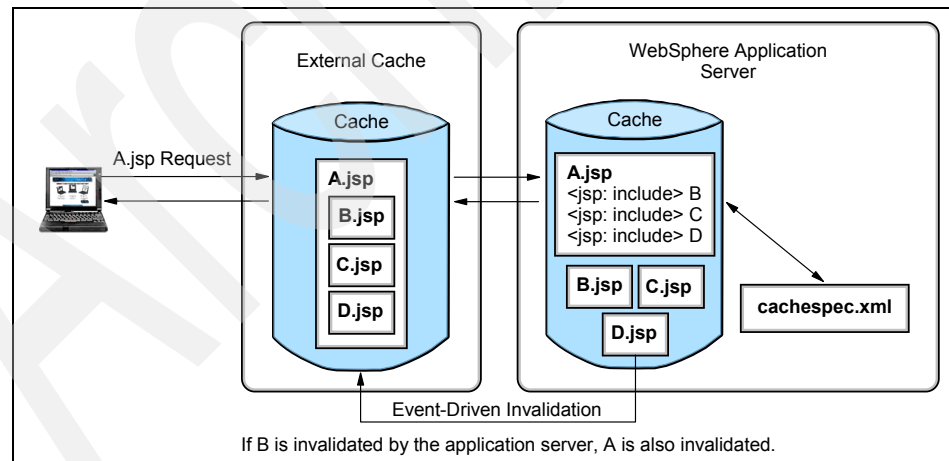 External Cache
WebSphere Application
Server
Cache
Cache
A.jsp Request
A.jsp
B.jsp
C.jsp
D.jsp
A.jsp
<jsp: include> B
<jsp: include> C
<jsp: include> D
B.jsp
C.jsp
D.jsp
cachespec.xml
Event-Driven Invalidation
If B is invalidated by the application server, A is also invalidated.